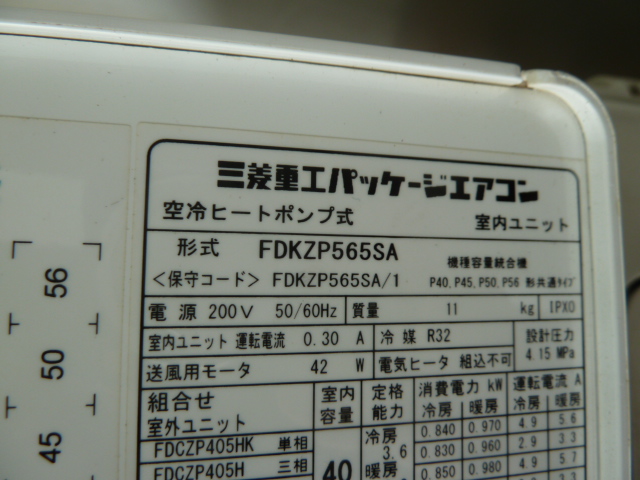 三菱重工パッケージエアコン
空冷ヒートポンプ式 室内ユニット
形式 FDKZP565SA 機種容量統合機
<保守コード> FDKZP565SA/1 P40, P45, P50, P56 形共通タイプ
電源 200V 50/60Hz 質量 11 kg IPX0
室内ユニット 運転電流 0.30 A 冷媒 R32 設計圧力
送風用モータ 42 W 電気ヒータ 組込不可 4.15 MPa
組合せ 室内 定格 消費電力 kW 運転電流 A
室外ユニット 容量 能力 冷房 暖房 冷房 暖房
FDCZP405HK 単相 40 冷房 3.6 0.840 0.970 4.9 5.6
FDCZP405H 三相 0.830 0.960 2.9 3.3
暖房 0.850 0.980 4.9 5.7
56
50
45